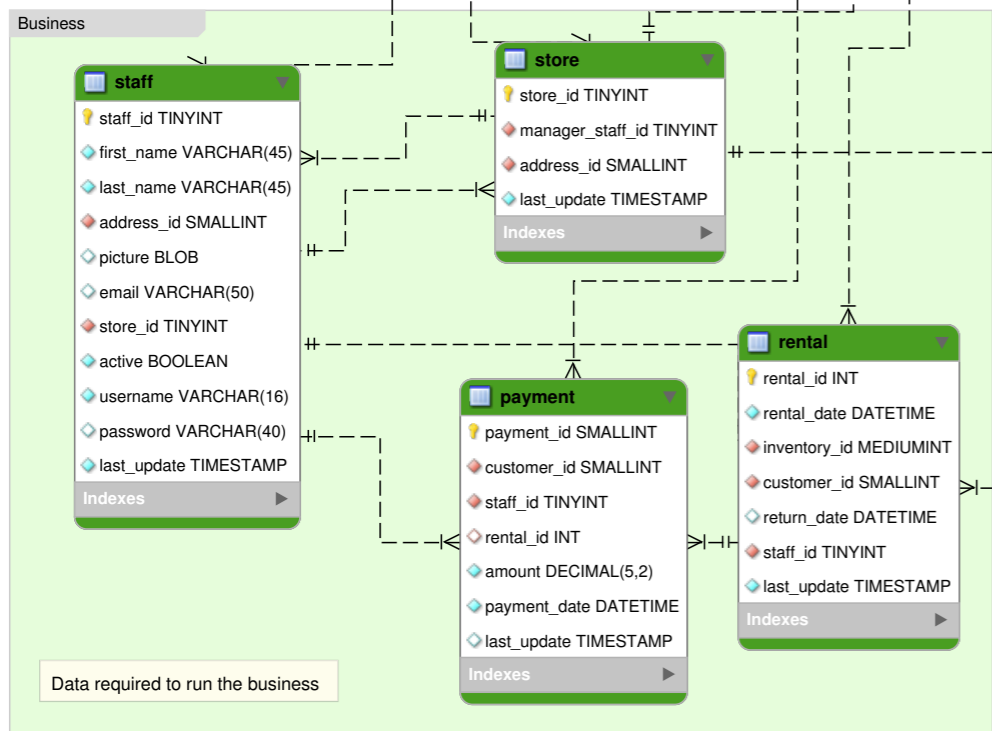 Business
staff
staff_id TINYINT
first_name VARCHAR(45)
last_name VARCHAR(45)
address_id SMALLINT
picture BLOB
email VARCHAR(50)
store_id TINYINT
active BOOLEAN
username VARCHAR(16)
password VARCHAR(40)
last_update TIMESTAMP
Indexes
store
store_id TINYINT
manager_staff_id TINYINT
address_id SMALLINT
last_update TIMESTAMP
Indexes
payment
payment_id SMALLINT
customer_id SMALLINT
staff_id TINYINT
rental_id INT
amount DECIMAL(5,2)
payment_date DATETIME
last_update TIMESTAMP
Indexes
rental
rental_id INT
rental_date DATETIME
inventory_id MEDIUMINT
customer_id SMALLINT
return_date DATETIME
staff_id TINYINT
last_update TIMESTAMP
Indexes
Data required to run the business